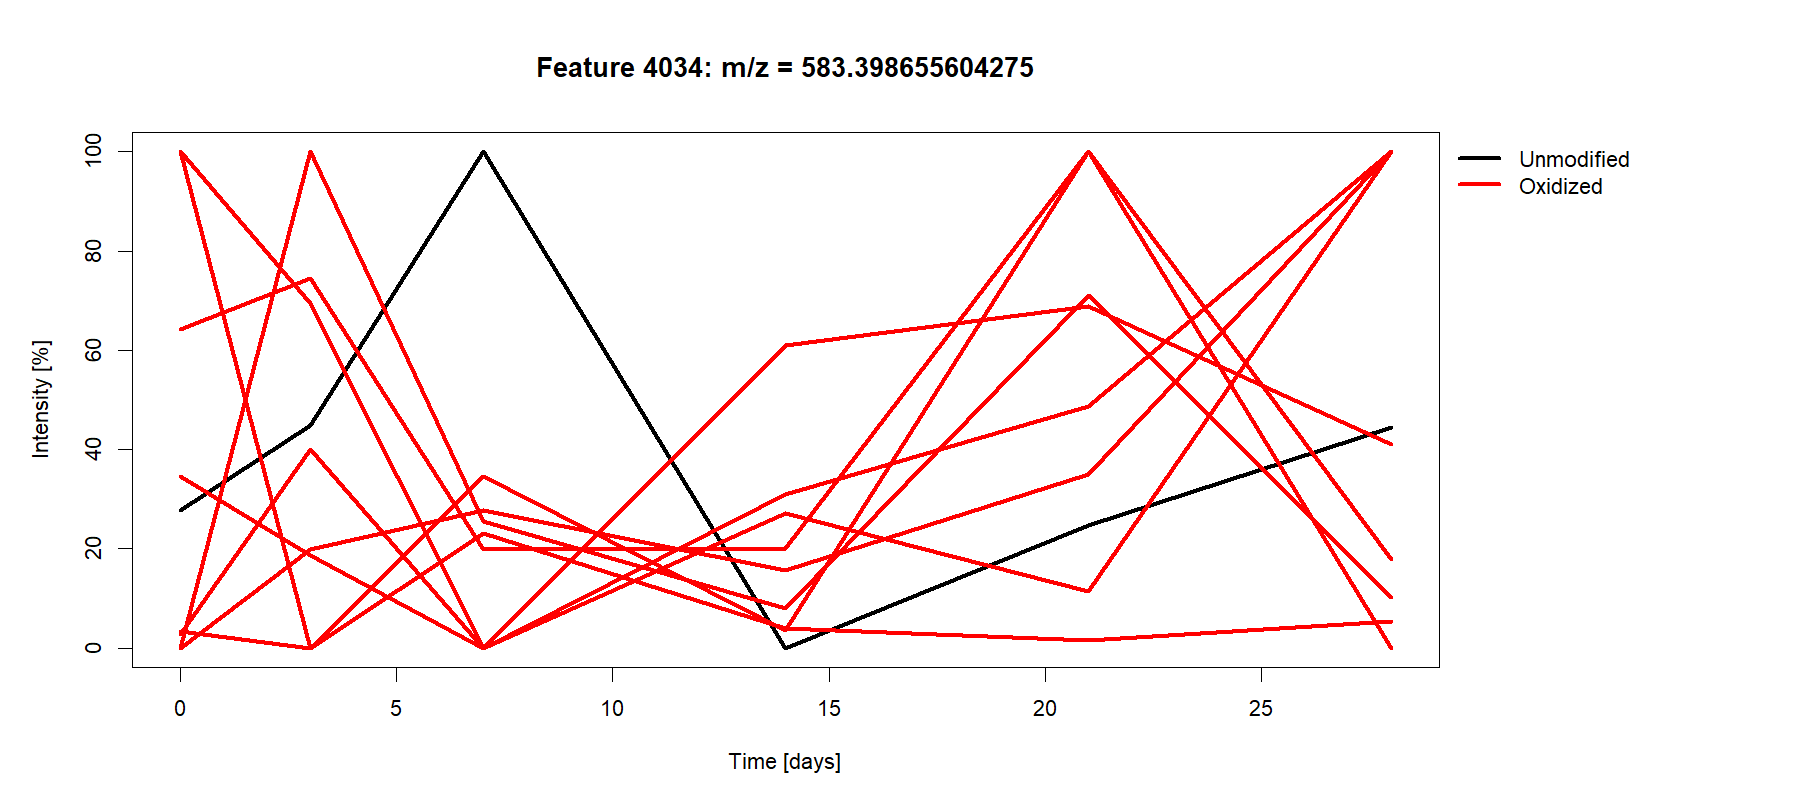 Feature 4034: m/z = 583.398655604275
Unmodified
Oxidized
100
80
60
40
20
0
Intensity [%]
0 5 10 15 20 25
Time [days]